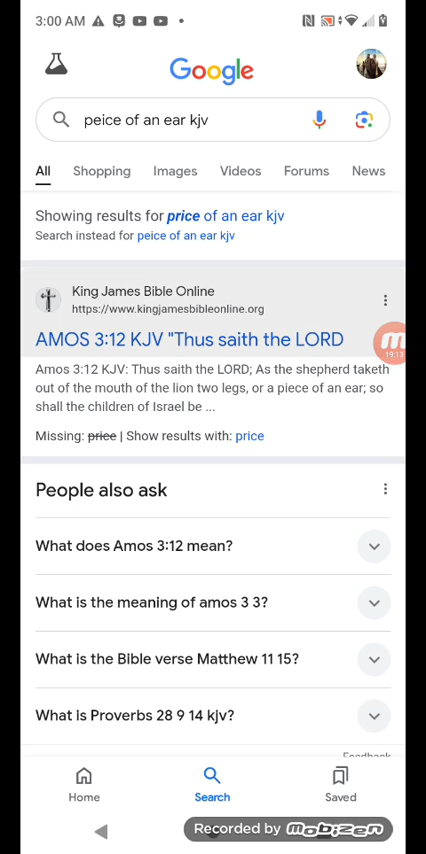 3:00 AM
Google
peice of an ear kjv
All Shopping Images Videos Forums News
Showing results for price of an ear kjv
Search instead for peice of an ear kjv
King James Bible Online
https://www.kingjamesbibleonline.org
AMOS 3:12 KJV "Thus saith the LORD
19:13
Amos 3:12 KJV: Thus saith the LORD; As the shepherd taketh
out of the mouth of the lion two legs, or a piece of an ear; so
shall the children of Israel be ...
Missing: price | Show results with: price
People also ask
What does Amos 3:12 mean?
What is the meaning of amos 3 3?
What is the Bible verse Matthew 11 15?
What is Proverbs 28 9 14 kjv?
Feedback
Home Search Saved
Recorded by mobizen